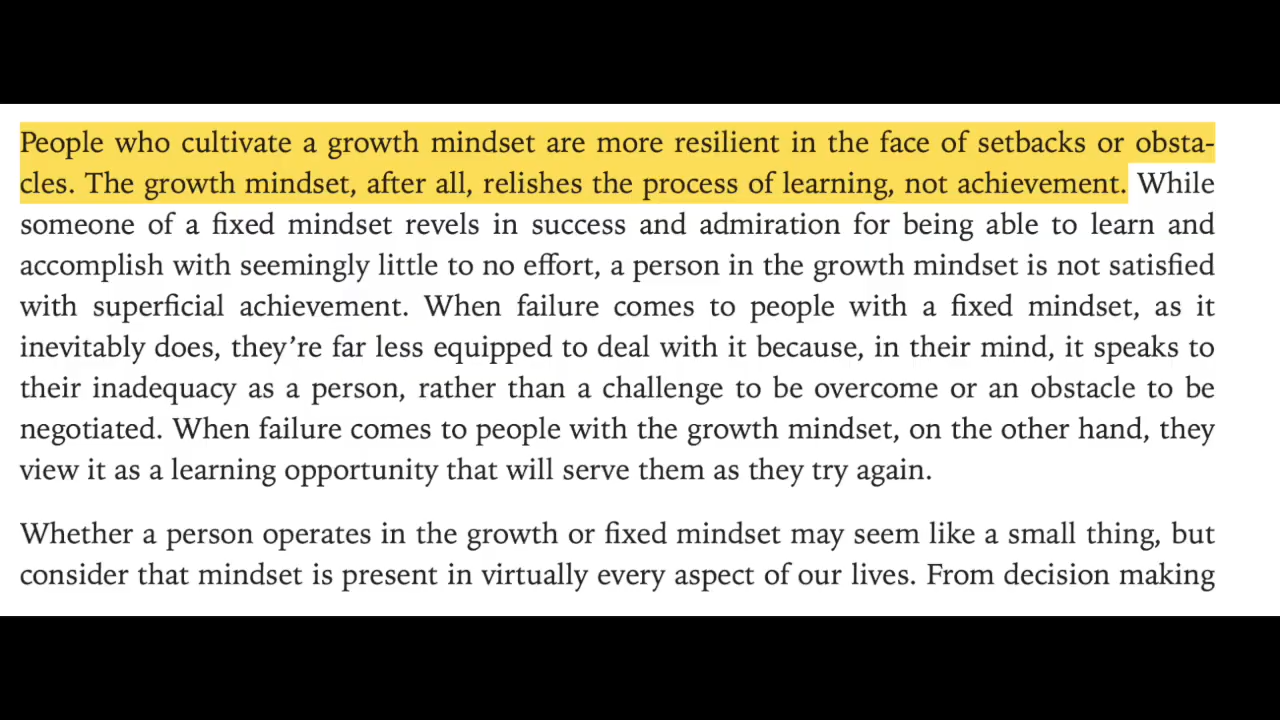 People who cultivate a growth mindset are more resilient in the face of setbacks or obsta-
cles. The growth mindset, after all, relishes the process of learning, not achievement. While
someone of a fixed mindset revels in success and admiration for being able to learn and
accomplish with seemingly little to no effort, a person in the growth mindset is not satisfied
with superficial achievement. When failure comes to people with a fixed mindset, as it
inevitably does, they’re far less equipped to deal with it because, in their mind, it speaks to
their inadequacy as a person, rather than a challenge to be overcome or an obstacle to be
negotiated. When failure comes to people with the growth mindset, on the other hand, they
view it as a learning opportunity that will serve them as they try again.
Whether a person operates in the growth or fixed mindset may seem like a small thing, but
consider that mindset is present in virtually every aspect of our lives. From decision making